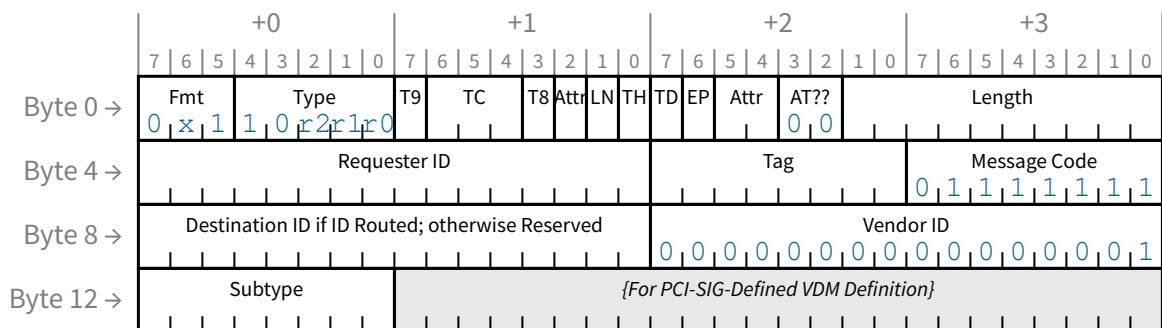 +0 +1 +2 +3
7 6 5 4 3 2 1 0 7 6 5 4 3 2 1 0 7 6 5 4 3 2 1 0 7 6 5 4 3 2 1 0
Byte 0 → Fmt Type T9 TC T8 Attr LN TH TD EP Attr AT?? Length
0 x 1 1 0 r2 r1 r0 0 0
Byte 4 → Requester ID Tag Message Code
0 1 1 1 1 1 1 1
Byte 8 → Destination ID if ID Routed; otherwise Reserved Vendor ID
0 0 0 0 0 0 0 0 0 0 0 0 0 0 0 1
Byte 12 → Subtype {For PCI-SIG-Defined VDM Definition}